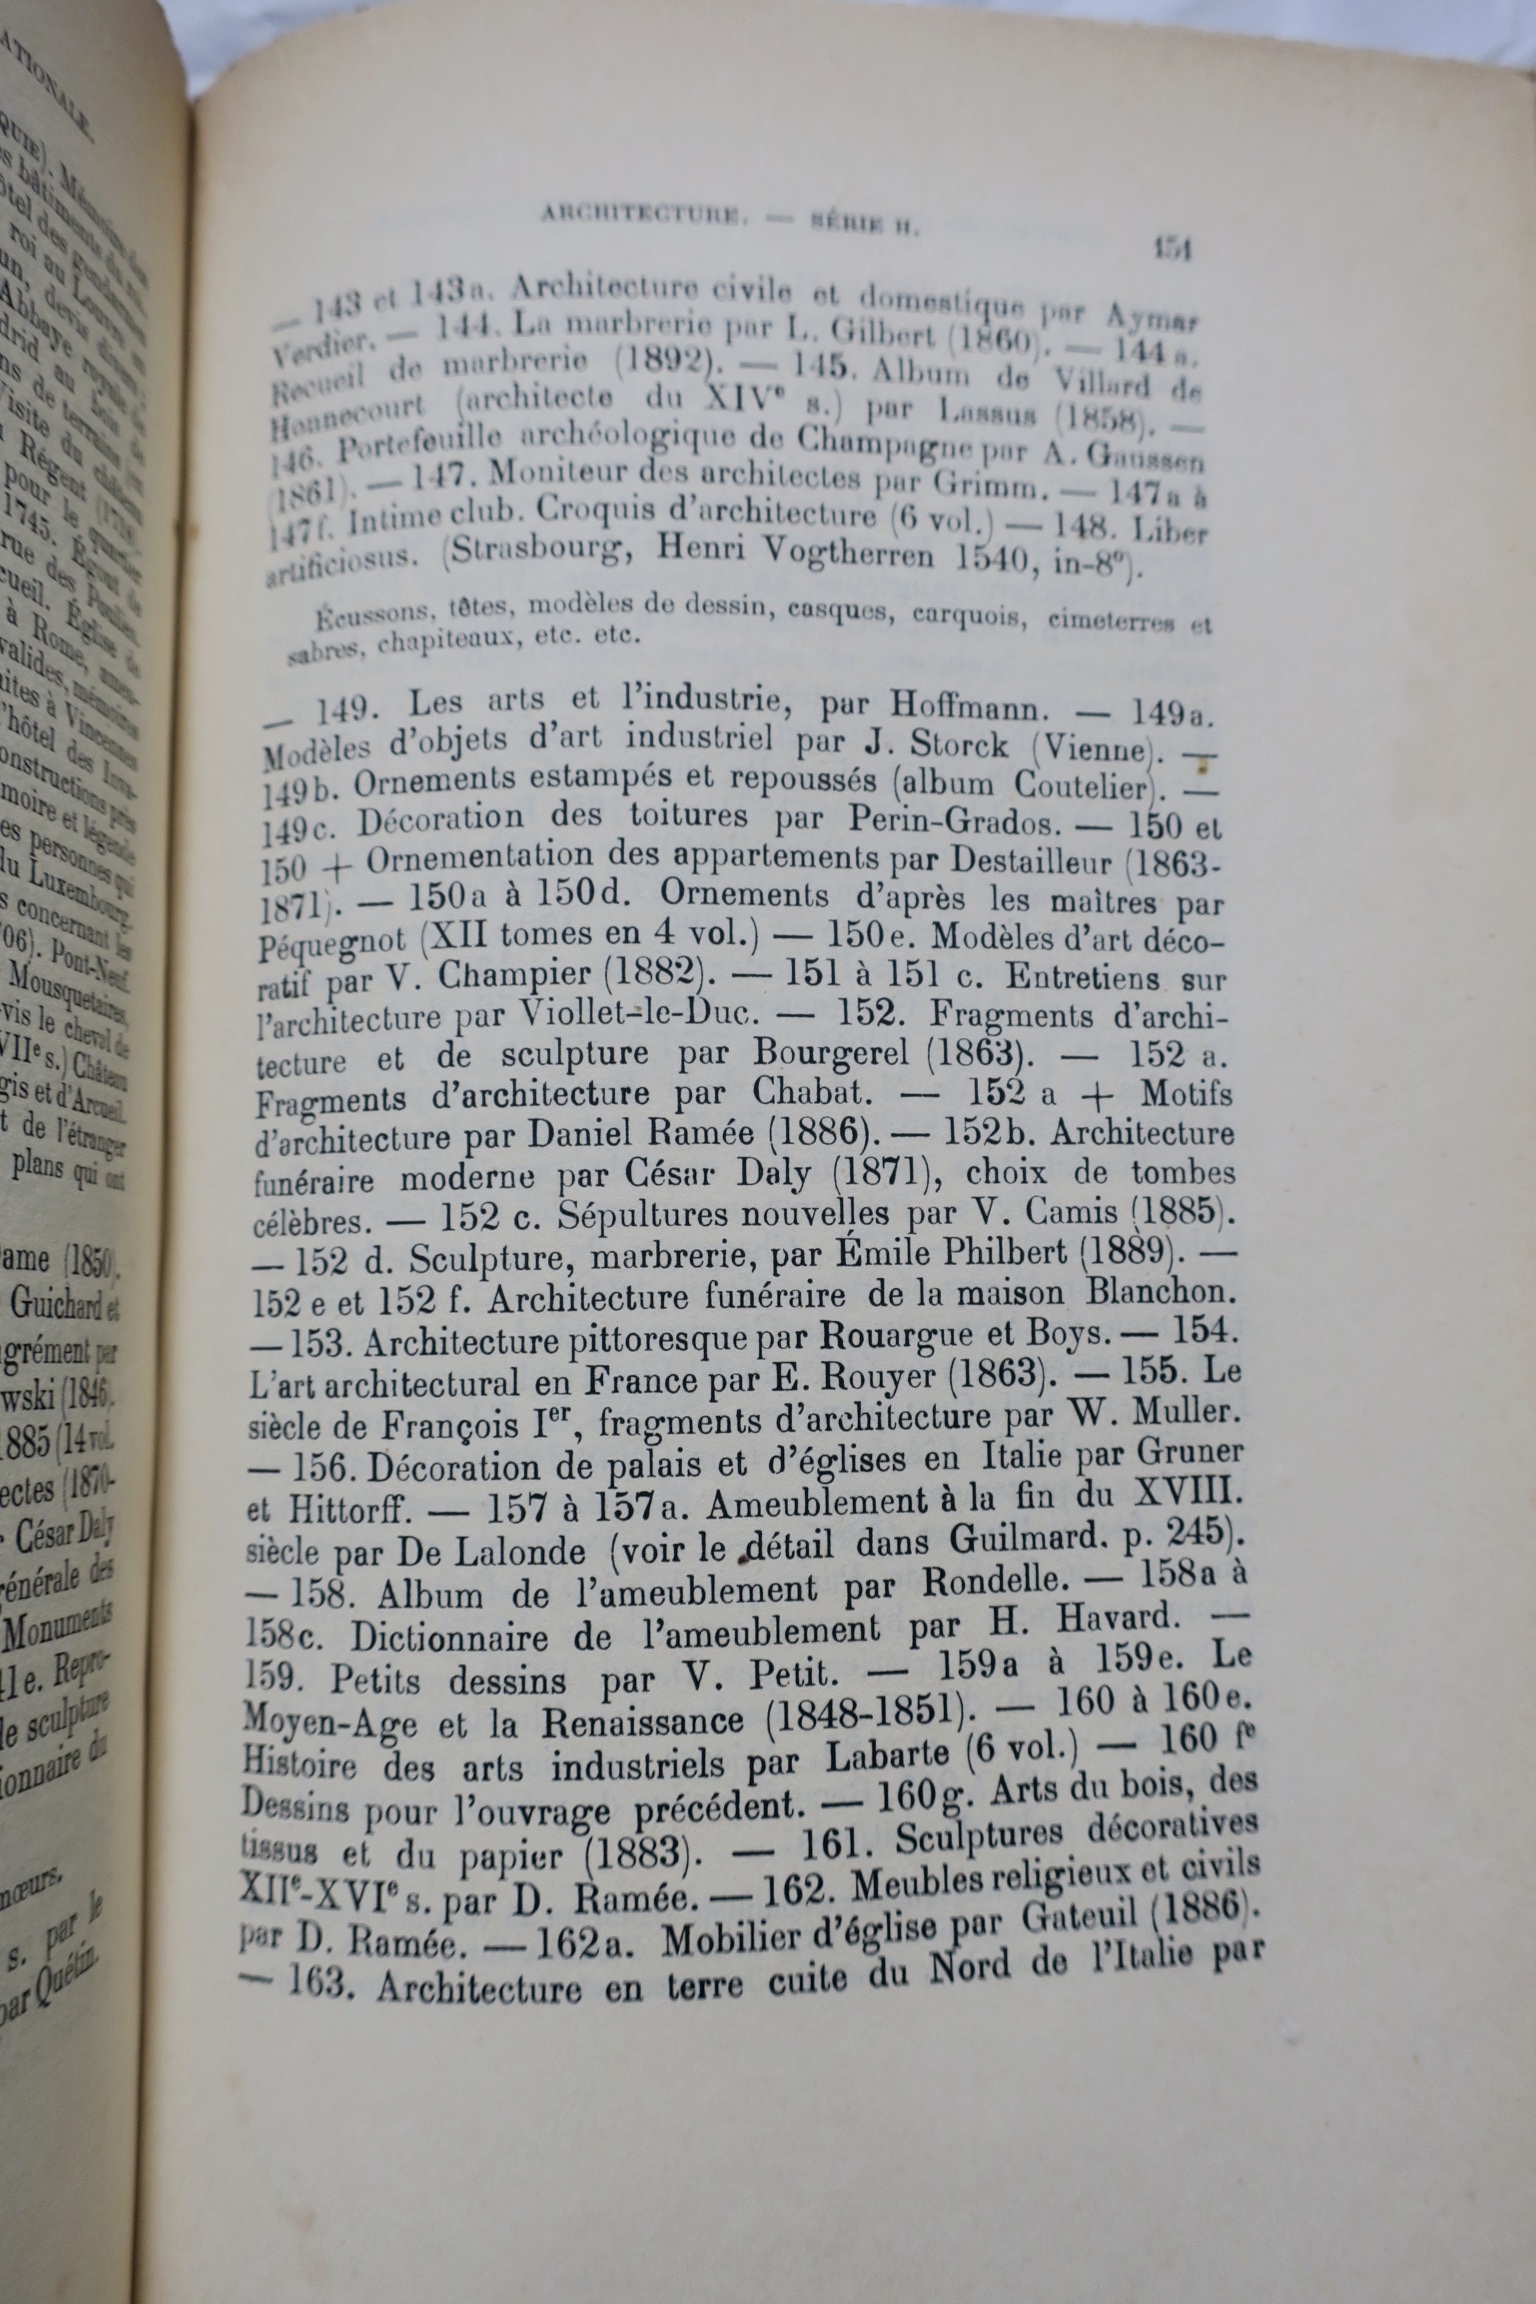 ATIONALE.
ARCHITECTURE. — SÉRIE H.
151
— 143 et 143a. Architecture civile et domestique par Aymar
Verdier. — 144. La marbrerie par L. Gilbert (1860). — 144 a.
Recueil de marbrerie (1892). — 145. Album de Villard de
Honnecourt (architecte du XIVe s.) par Lassus (1858). —
146. Portefeuille archéologique de Champagne par A. Gaussen
(1861). — 147. Moniteur des architectes par Grimm. — 147a à
147f. Intime club. Croquis d'architecture (6 vol.) — 148. Liber
artificiosus. (Strasbourg, Henri Vogtherren 1540, in-8º).
Écussons, têtes, modèles de dessin, casques, carquois, cimeterres et
sabres, chapiteaux, etc. etc.
— 149. Les arts et l'industrie, par Hoffmann. — 149a.
Modèles d'objets d'art industriel par J. Storck (Vienne). —
149b. Ornements estampés et repoussés (album Coutelier). —
149c. Décoration des toitures par Perin-Grados. — 150 et
150 + Ornementation des appartements par Destailleur (1863-
1871). — 150a à 150d. Ornements d'après les maîtres par
Péquegnot (XII tomes en 4 vol.) — 150e. Modèles d'art déco-
ratif par V. Champier (1882). — 151 à 151 c. Entretiens sur
l'architecture par Viollet-le-Duc. — 152. Fragments d'archi-
tecture et de sculpture par Bourgerel (1863). — 152 a.
Fragments d'architecture par Chabat. — 152 a + Motifs
d'architecture par Daniel Ramée (1886). — 152b. Architecture
funéraire moderne par César Daly (1871), choix de tombes
célèbres. — 152 c. Sépultures nouvelles par V. Camis (1885).
— 152 d. Sculpture, marbrerie, par Émile Philbert (1889). —
152 e et 152 f. Architecture funéraire de la maison Blanchon.
— 153. Architecture pittoresque par Rouargue et Boys. — 154.
L'art architectural en France par E. Rouyer (1863). — 155. Le
siècle de François Ier, fragments d'architecture par W. Muller.
— 156. Décoration de palais et d'églises en Italie par Gruner
et Hittorff. — 157 à 157a. Ameublement à la fin du XVIII.
siècle par De Lalonde (voir le détail dans Guilmard. p. 245).
— 158. Album de l'ameublement par Rondelle. — 158a à
158c. Dictionnaire de l'ameublement par H. Havard. —
159. Petits dessins par V. Petit. — 159a à 159e. Le
Moyen-Age et la Renaissance (1848-1851). — 160 à 160e.
Histoire des arts industriels par Labarte (6 vol.) — 160 fe
Dessins pour l'ouvrage précédent. — 160g. Arts du bois, des
tissus et du papier (1883). — 161. Sculptures décoratives
XIIe-XVIe s. par D. Ramée. — 162. Meubles religieux et civils
par D. Ramée. — 162a. Mobilier d'église par Gateuil (1886).
— 163. Architecture en terre cuite du Nord de l'Italie par